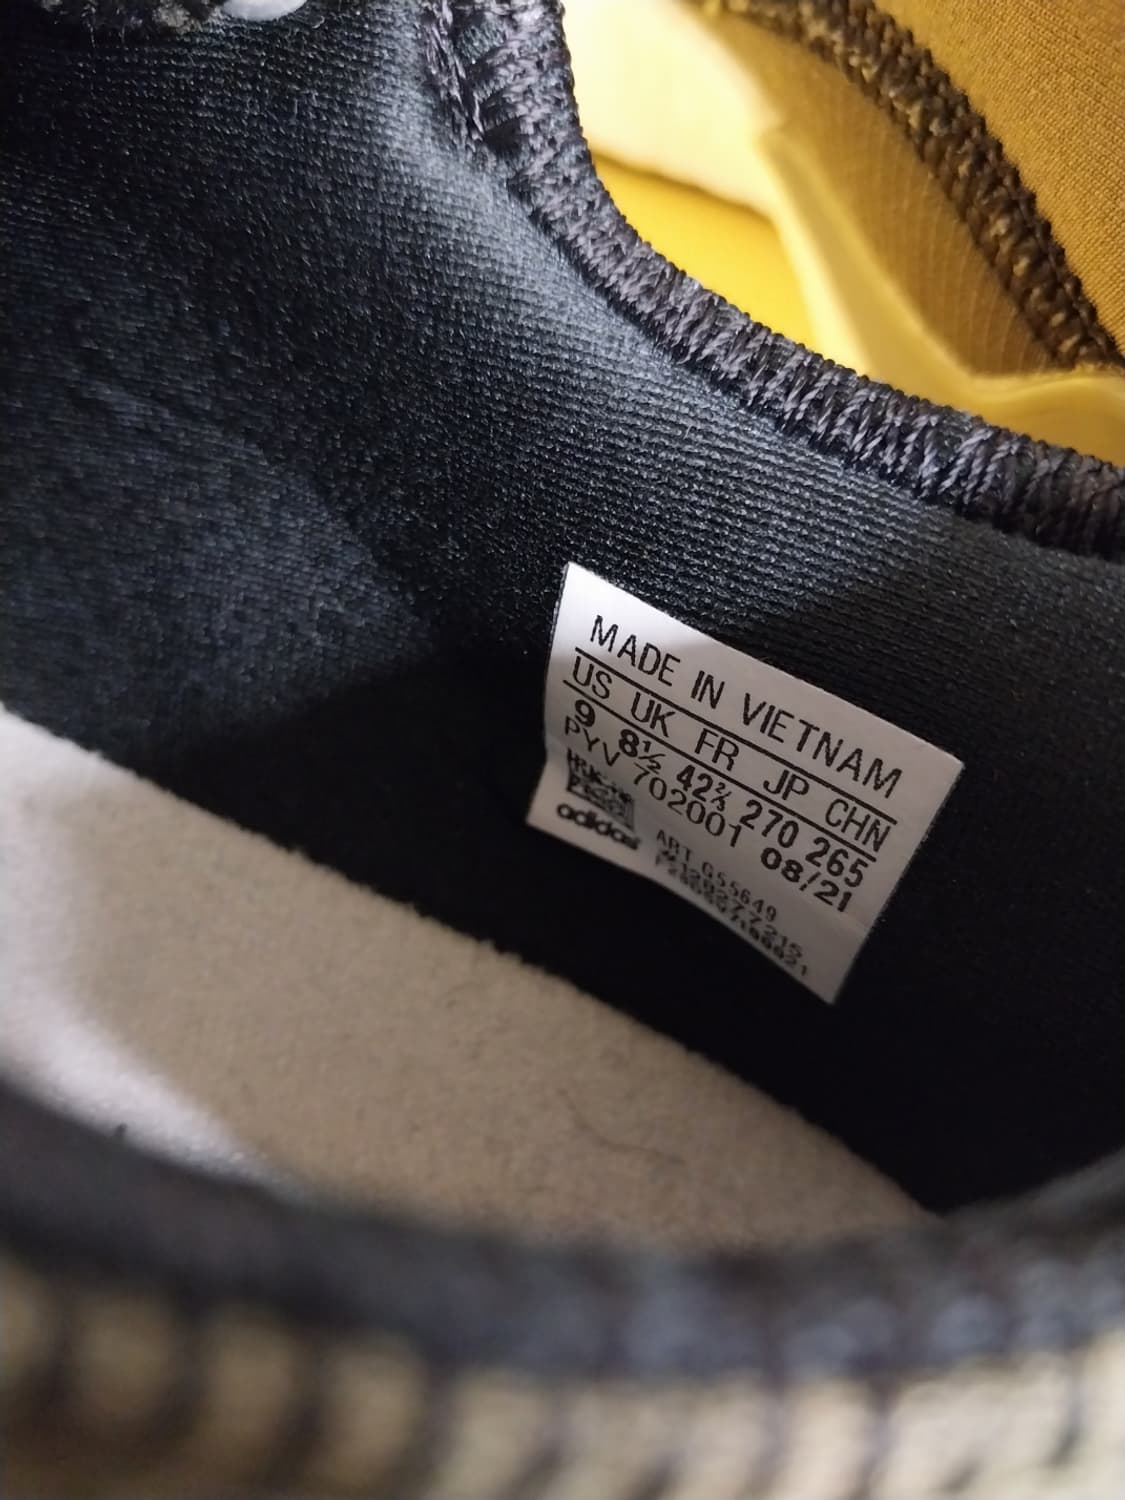 MADE IN VIETNAM
US UK FR JP CHN
9 8½ 42⅔ 270 265
PYV 702001 08/21
adidas
ART G55649